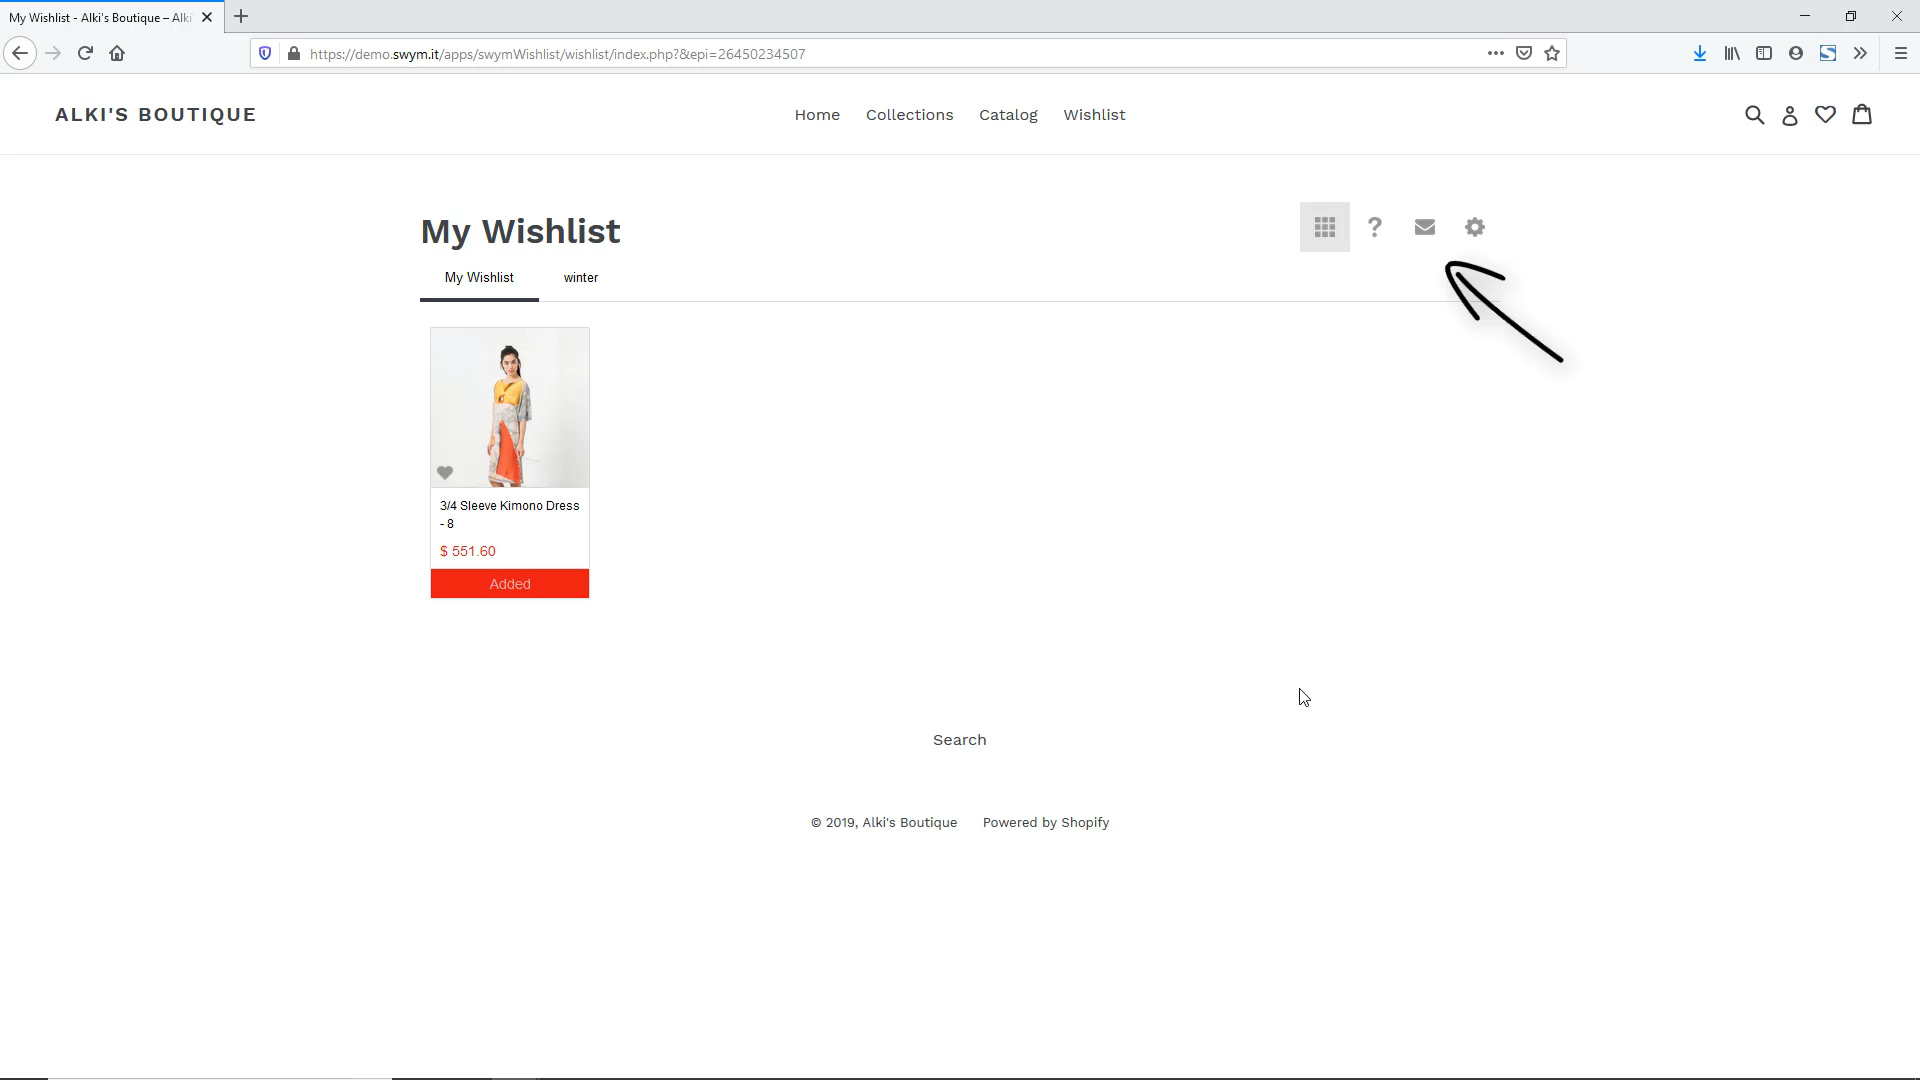 My Wishlist - Alki's Boutique – Alki
https://demo.swym.it/apps/swymWishlist/wishlist/index.php?&epi=26450234507
ALKI'S BOUTIQUE
Home Collections Catalog Wishlist
My Wishlist
?
My Wishlist winter
3/4 Sleeve Kimono Dress
- 8
$ 551.60
Added
Search
© 2019, Alki's Boutique Powered by Shopify